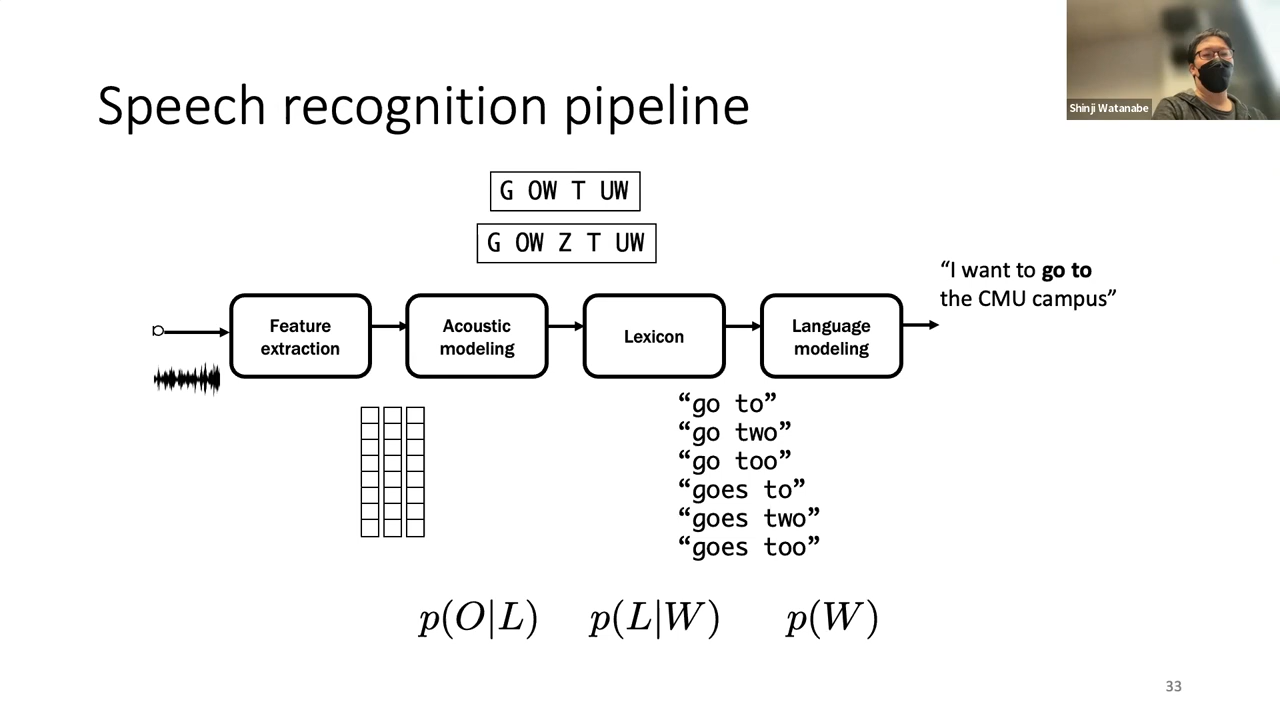 Speech recognition pipeline
Shinji Watanabe
G OW T UW
G OW Z T UW
“I want to go to
the CMU campus”
Feature
extraction
Acoustic
modeling
Lexicon
Language
modeling
“go to”
“go two”
“go too”
“goes to”
“goes two”
“goes too”
p(O|L) p(L|W) p(W)
33